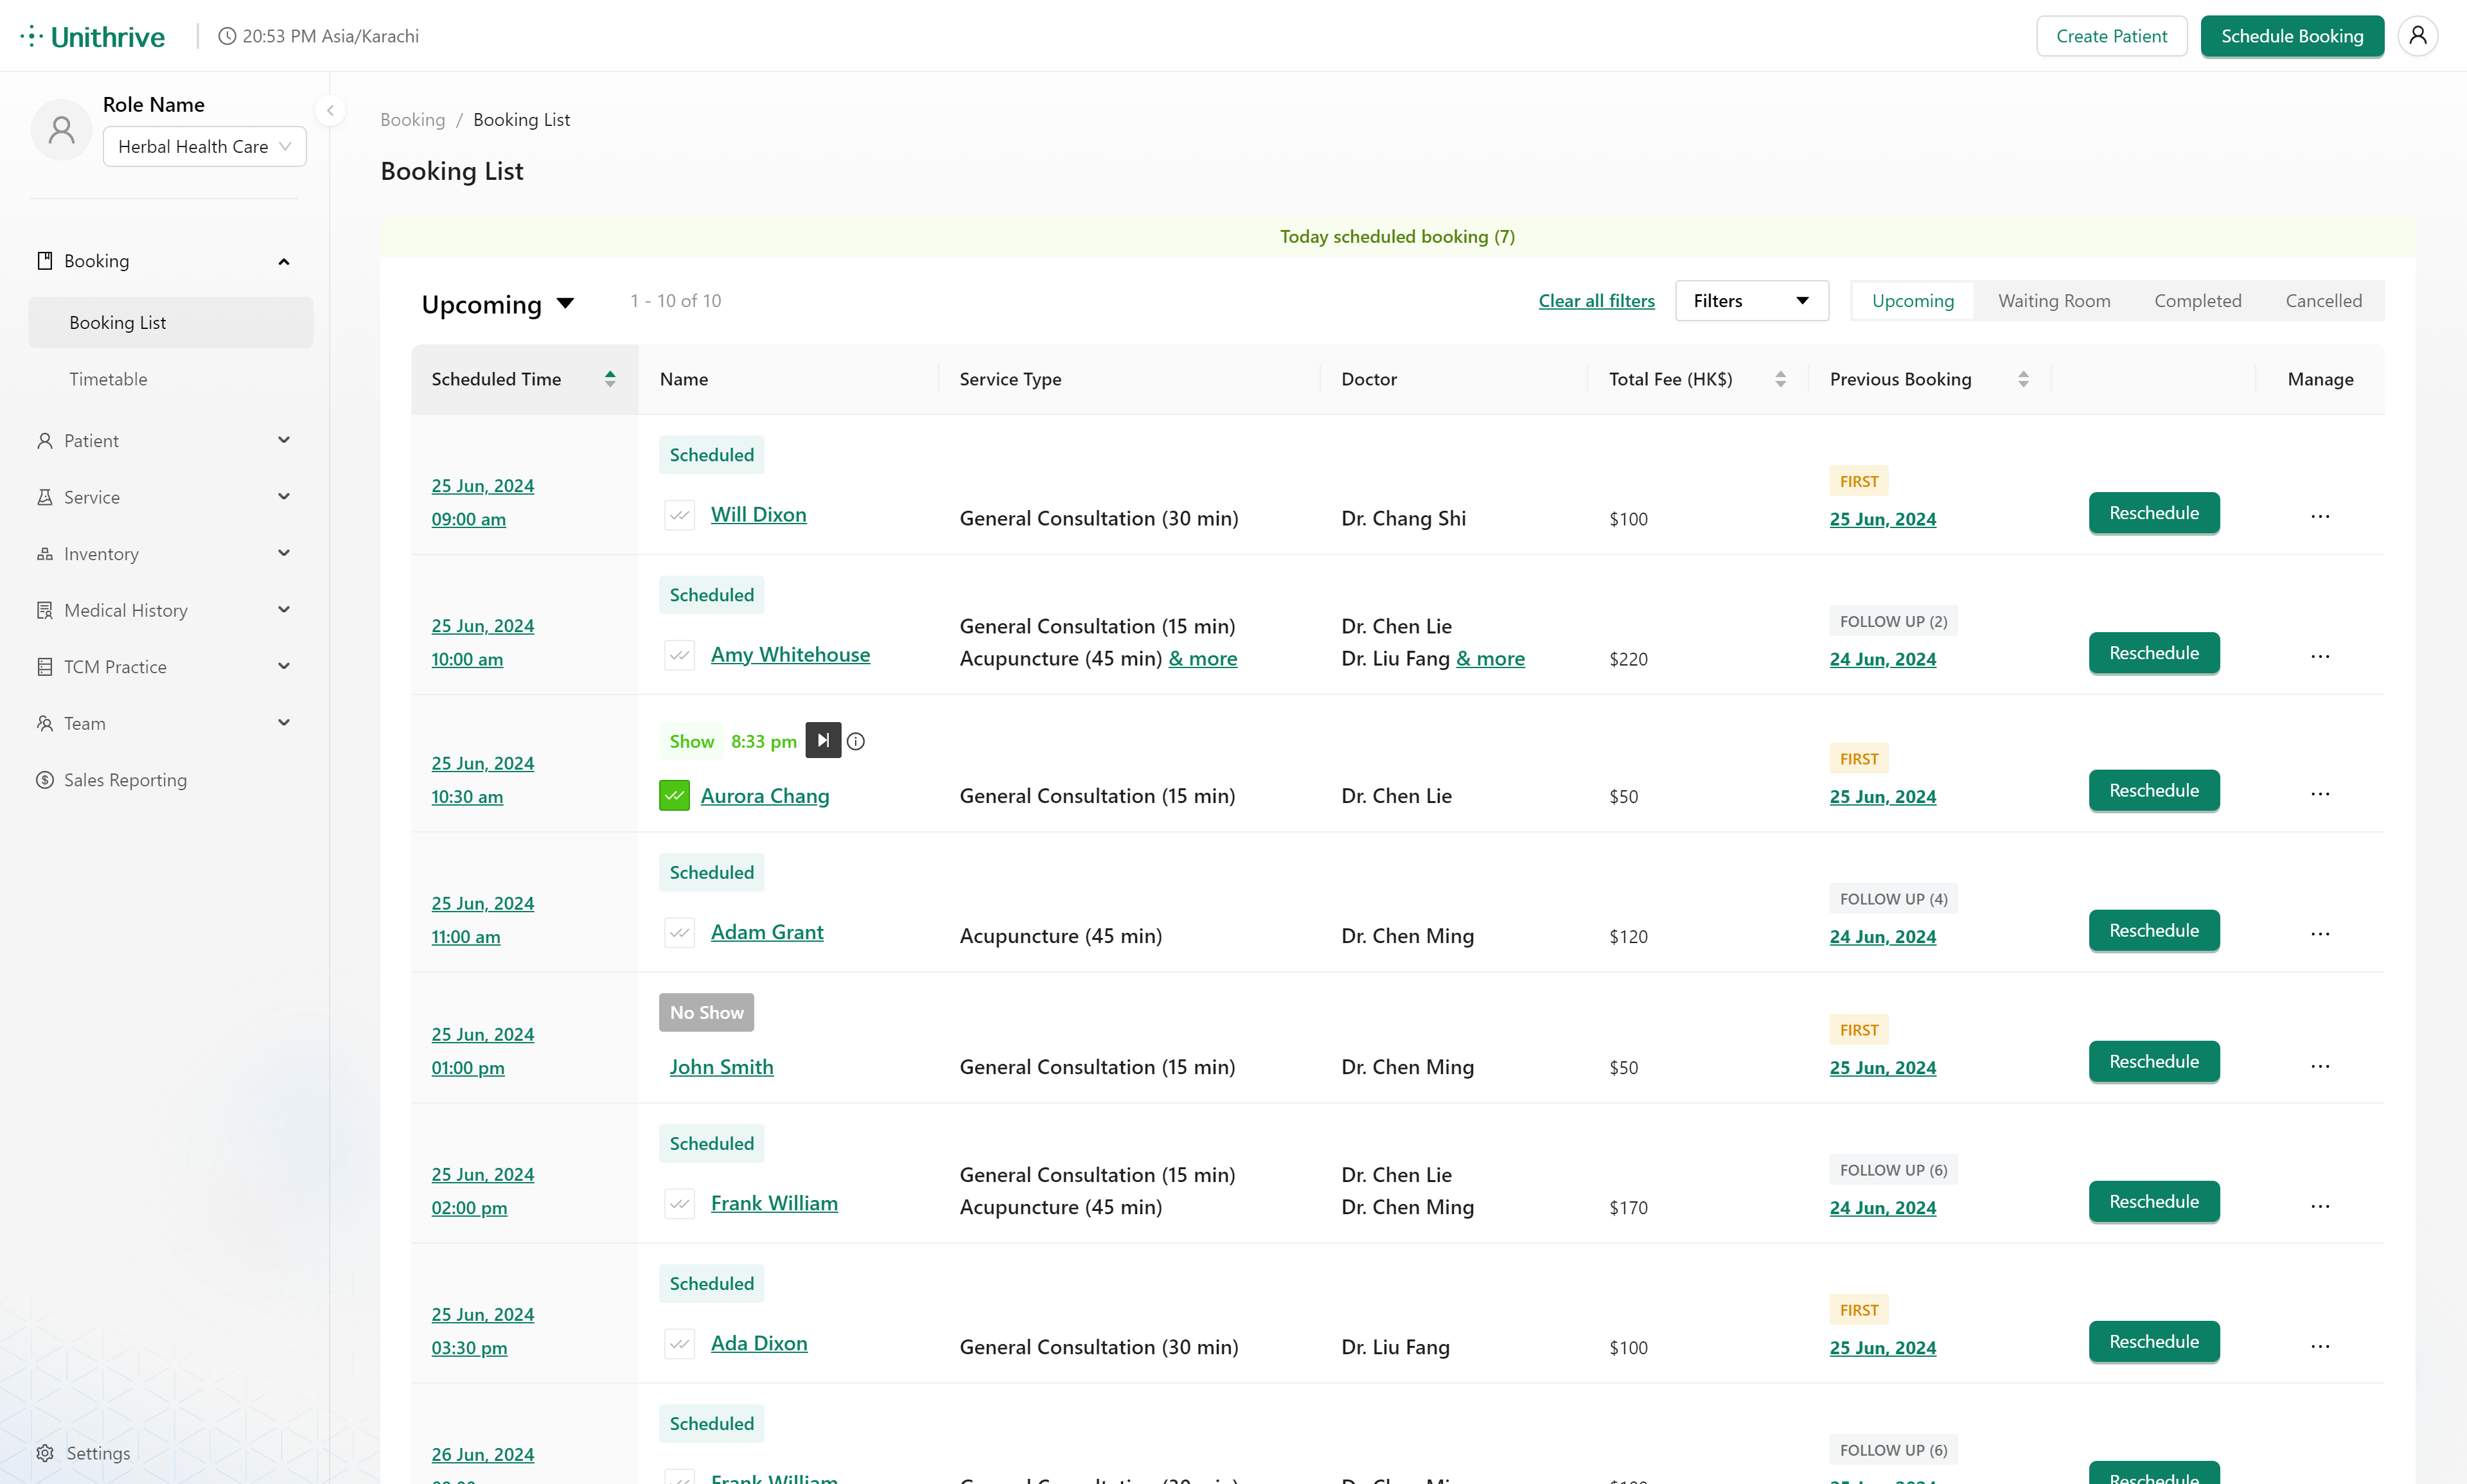 Unithrive
20:53 PM Asia/Karachi
Create Patient
Schedule Booking
Role Name
Herbal Health Care
Booking
Booking List
Timetable
Patient
Service
Inventory
Medical History
TCM Practice
Team
Sales Reporting
Settings
Booking / Booking List
Booking List
Today scheduled booking (7)
Upcoming
1 - 10 of 10
Clear all filters
Filters
Upcoming
Waiting Room
Completed
Cancelled
Scheduled Time
Name
Service Type
Doctor
Total Fee (HK$)
Previous Booking
Manage
25 Jun, 2024
09:00 am
Scheduled
Will Dixon
General Consultation (30 min)
Dr. Chang Shi
$100
FIRST
25 Jun, 2024
Reschedule
...
25 Jun, 2024
10:00 am
Scheduled
Amy Whitehouse
General Consultation (15 min)
Acupuncture (45 min) & more
Dr. Chen Lie
Dr. Liu Fang & more
$220
FOLLOW UP (2)
24 Jun, 2024
Reschedule
...
25 Jun, 2024
10:30 am
Show 8:33 pm
Aurora Chang
General Consultation (15 min)
Dr. Chen Lie
$50
FIRST
25 Jun, 2024
Reschedule
...
25 Jun, 2024
11:00 am
Scheduled
Adam Grant
Acupuncture (45 min)
Dr. Chen Ming
$120
FOLLOW UP (4)
24 Jun, 2024
Reschedule
...
25 Jun, 2024
01:00 pm
No Show
John Smith
General Consultation (15 min)
Dr. Chen Ming
$50
FIRST
25 Jun, 2024
Reschedule
...
25 Jun, 2024
02:00 pm
Scheduled
Frank William
General Consultation (15 min)
Acupuncture (45 min)
Dr. Chen Lie
Dr. Chen Ming
$170
FOLLOW UP (6)
24 Jun, 2024
Reschedule
...
25 Jun, 2024
03:30 pm
Scheduled
Ada Dixon
General Consultation (30 min)
Dr. Liu Fang
$100
FIRST
25 Jun, 2024
Reschedule
...
26 Jun, 2024
Scheduled
Frank William
FOLLOW UP (6)
Reschedule